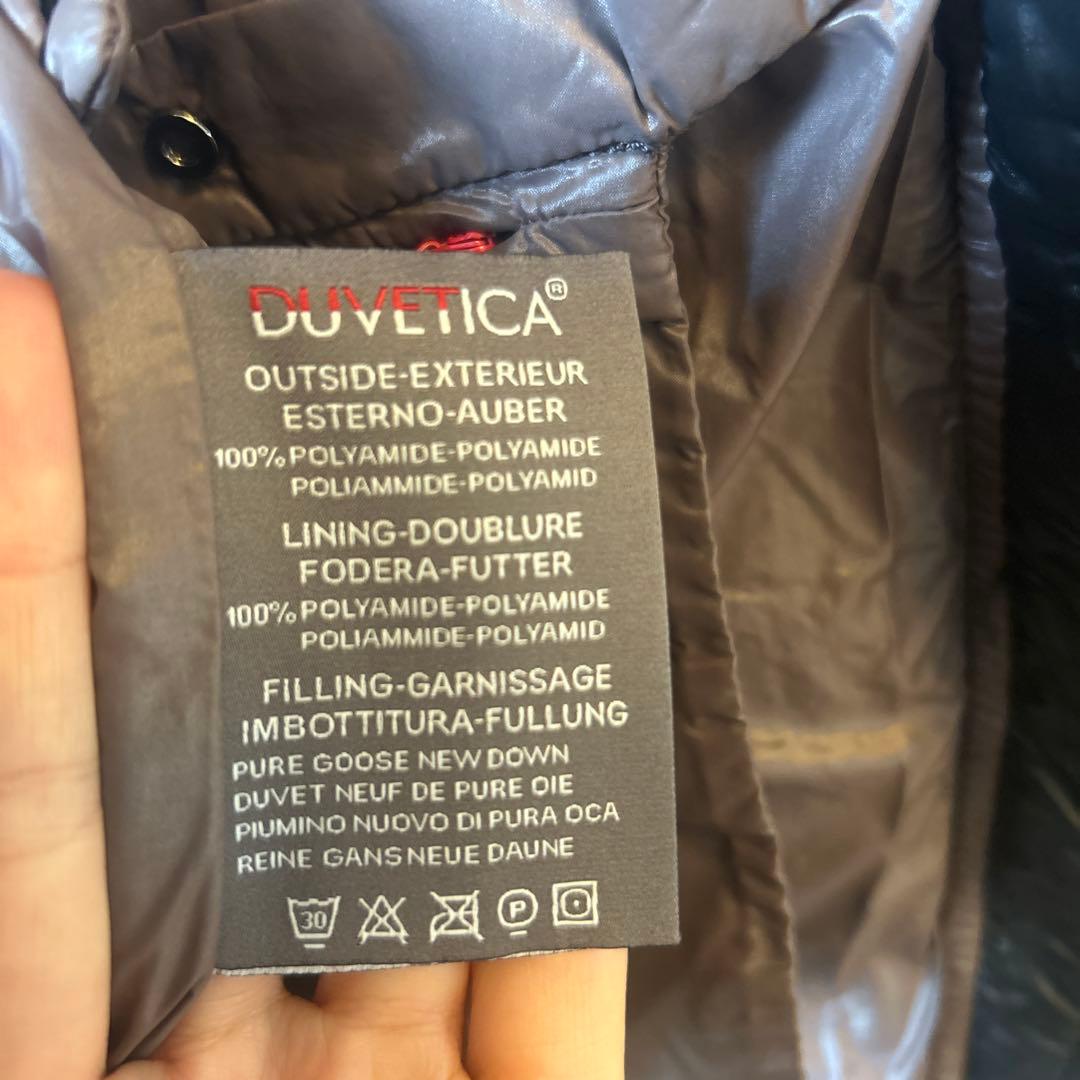 DUVETICA®
OUTSIDE-EXTERIEUR
ESTERNO-AUBER
100% POLYAMIDE-POLYAMIDE
POLIAMMIDE-POLYAMID
LINING-DOUBLURE
FODERA-FUTTER
100% POLYAMIDE-POLYAMIDE
POLIAMMIDE-POLYAMID
FILLING-GARNISSAGE
IMBOTTITURA-FULLUNG
PURE GOOSE NEW DOWN
DUVET NEUF DE PURE OIE
PIUMINO NUOVO DI PURA OCA
REINE GANSNEUE DAUNE
30 P